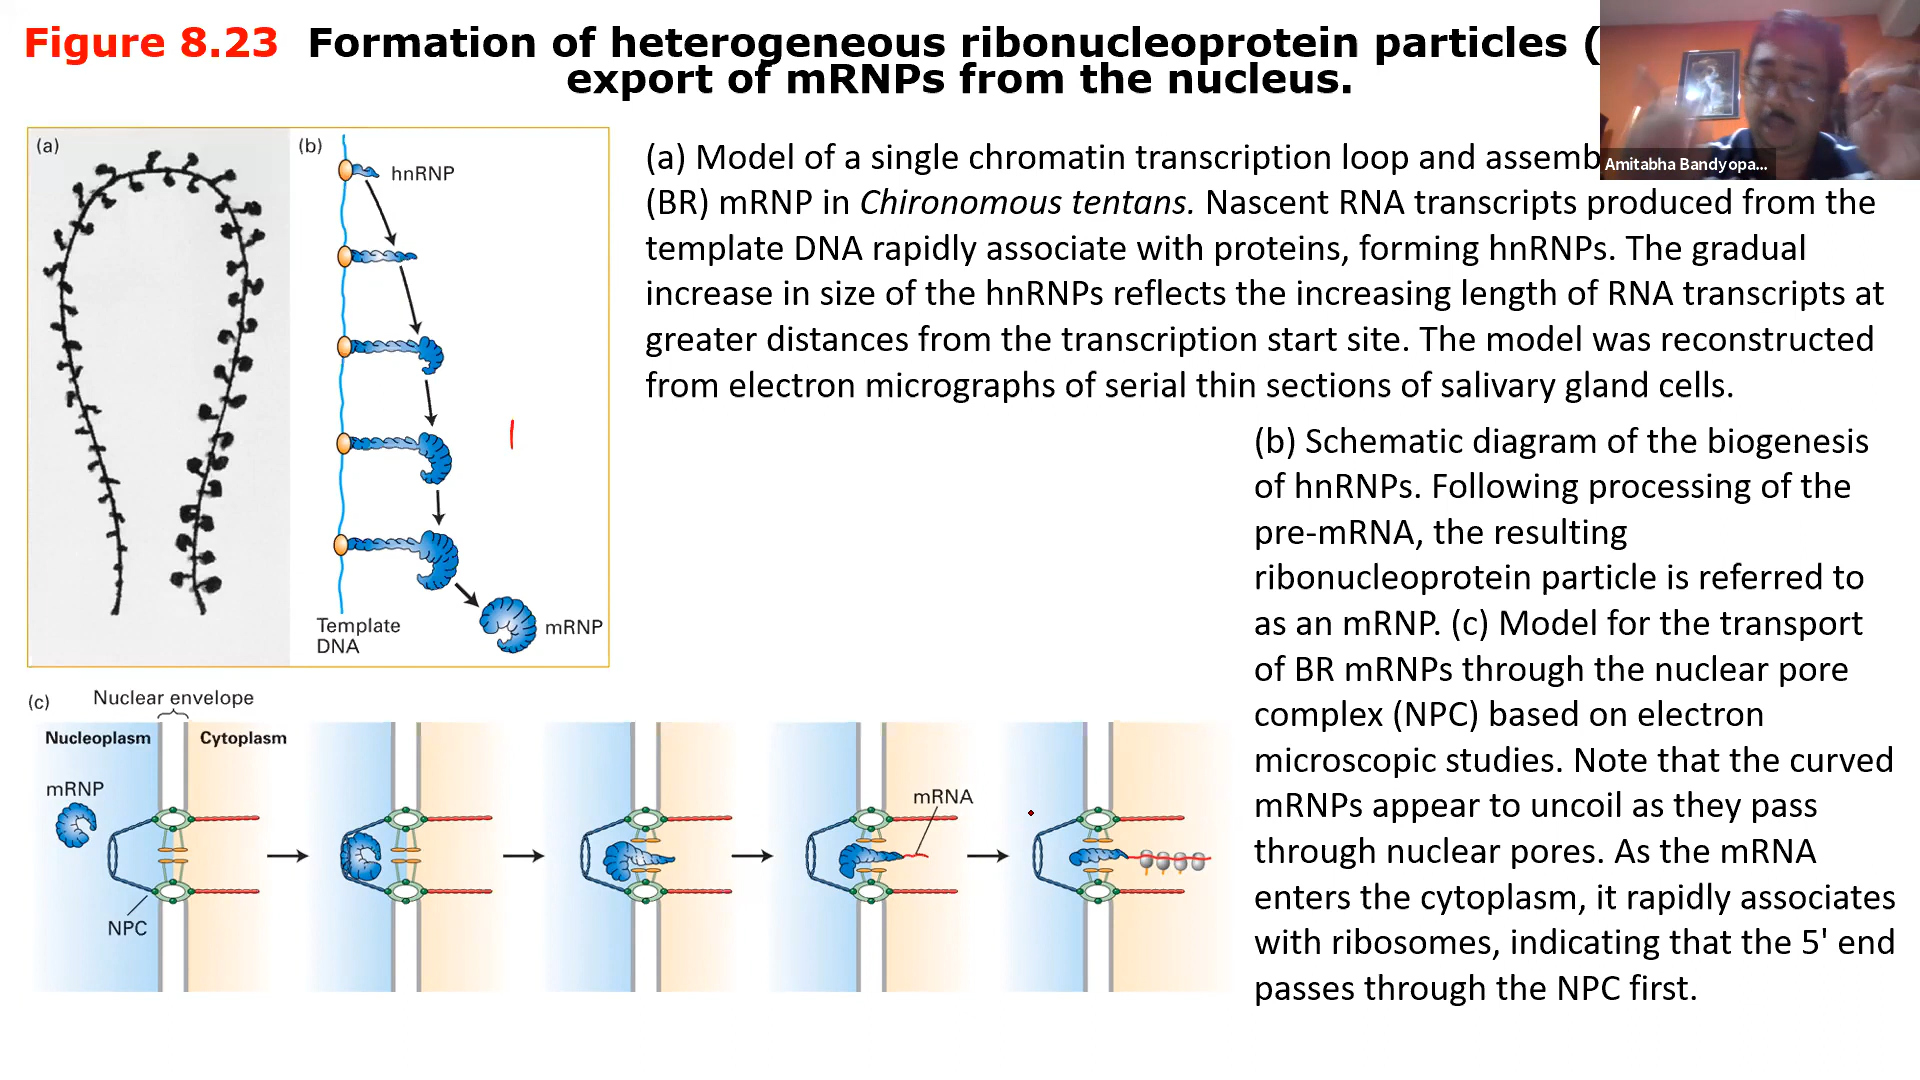 Figure 8.23 Formation of heterogeneous ribonucleoprotein particles (
export of mRNPs from the nucleus.
Amitabha Bandyopa...
(a)
(b)
hnRNP
Template
DNA
mRNP
(a) Model of a single chromatin transcription loop and assemb
(BR) mRNP in Chironomous tentans. Nascent RNA transcripts produced from the
template DNA rapidly associate with proteins, forming hnRNPs. The gradual
increase in size of the hnRNPs reflects the increasing length of RNA transcripts at
greater distances from the transcription start site. The model was reconstructed
from electron micrographs of serial thin sections of salivary gland cells.
(b) Schematic diagram of the biogenesis
of hnRNPs. Following processing of the
pre-mRNA, the resulting
ribonucleoprotein particle is referred to
as an mRNP. (c) Model for the transport
of BR mRNPs through the nuclear pore
complex (NPC) based on electron
microscopic studies. Note that the curved
mRNPs appear to uncoil as they pass
through nuclear pores. As the mRNA
enters the cytoplasm, it rapidly associates
with ribosomes, indicating that the 5' end
passes through the NPC first.
(c)
Nuclear envelope
Nucleoplasm
Cytoplasm
mRNP
NPC
mRNA